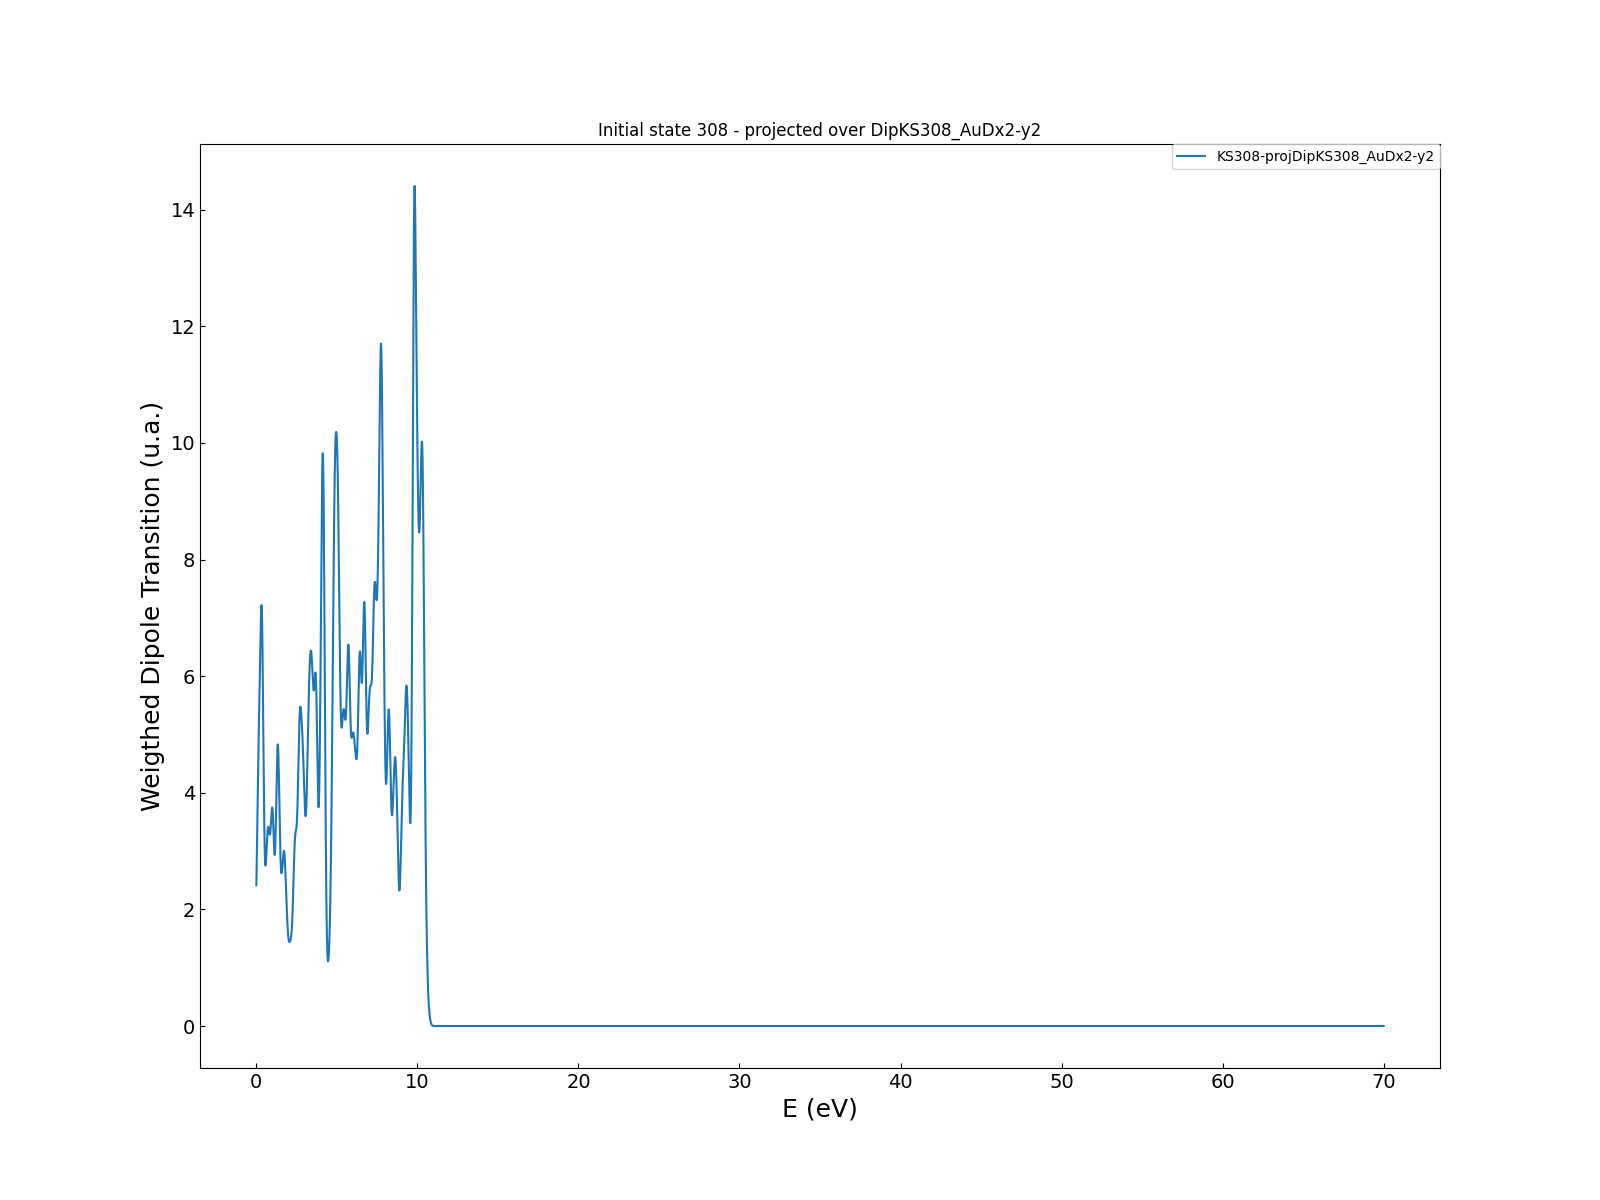 Initial state 308 - projected over DipKS308_AuDx2-y2
KS308-projDipKS308_AuDx2-y2
14
12
10
8
6
4
2
0
Weigthed Dipole Transition (u.a.)
0 10 20 30 40 50 60 70
E (eV)